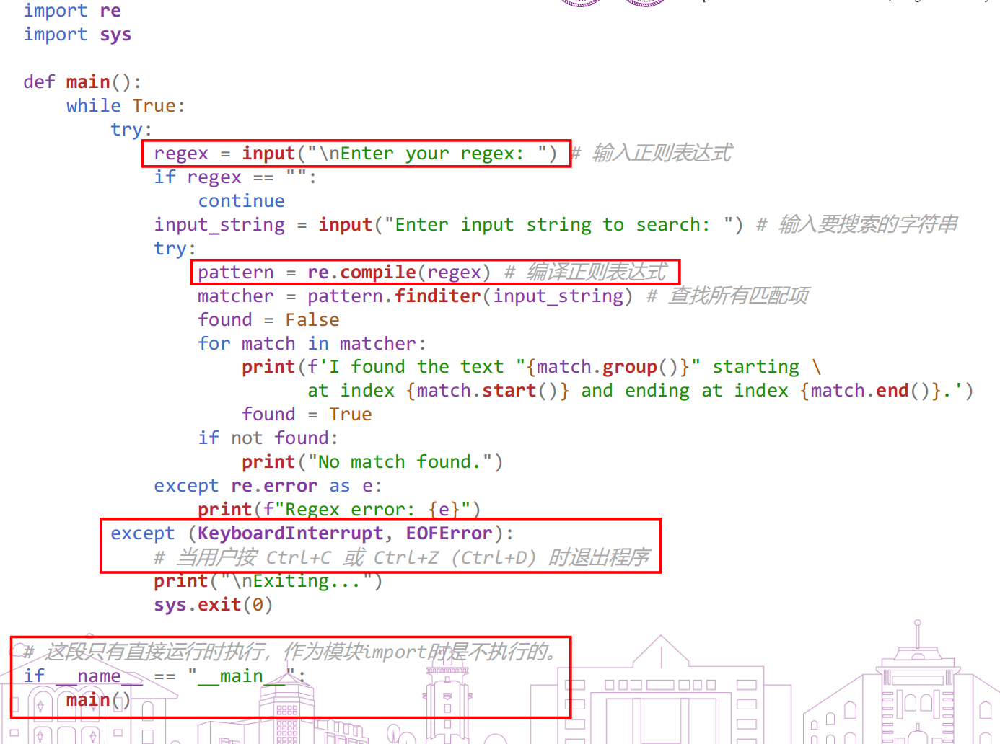 import re
import sys
def main():
    while True:
        try:
            regex = input("\nEnter your regex: ") # 输入正则表达式
            if regex == "":
                continue
            input_string = input("Enter input string to search: ") # 输入要搜索的字符串
            try:
                pattern = re.compile(regex) # 编译正则表达式
                matcher = pattern.finditer(input_string) # 查找所有匹配项
                found = False
                for match in matcher:
                    print(f'I found the text "{match.group()}" starting \
                          at index {match.start()} and ending at index {match.end()}.')
                    found = True
                if not found:
                    print("No match found.")
            except re.error as e:
                print(f"Regex error: {e}")
        except (KeyboardInterrupt, EOFError):
            # 当用户按 Ctrl+C 或 Ctrl+Z (Ctrl+D) 时退出程序
            print("\nExiting...")
            sys.exit(0)
# 这段只有直接运行时执行，作为模块import时是不执行的。
if __name__ == "__main__":
    main()